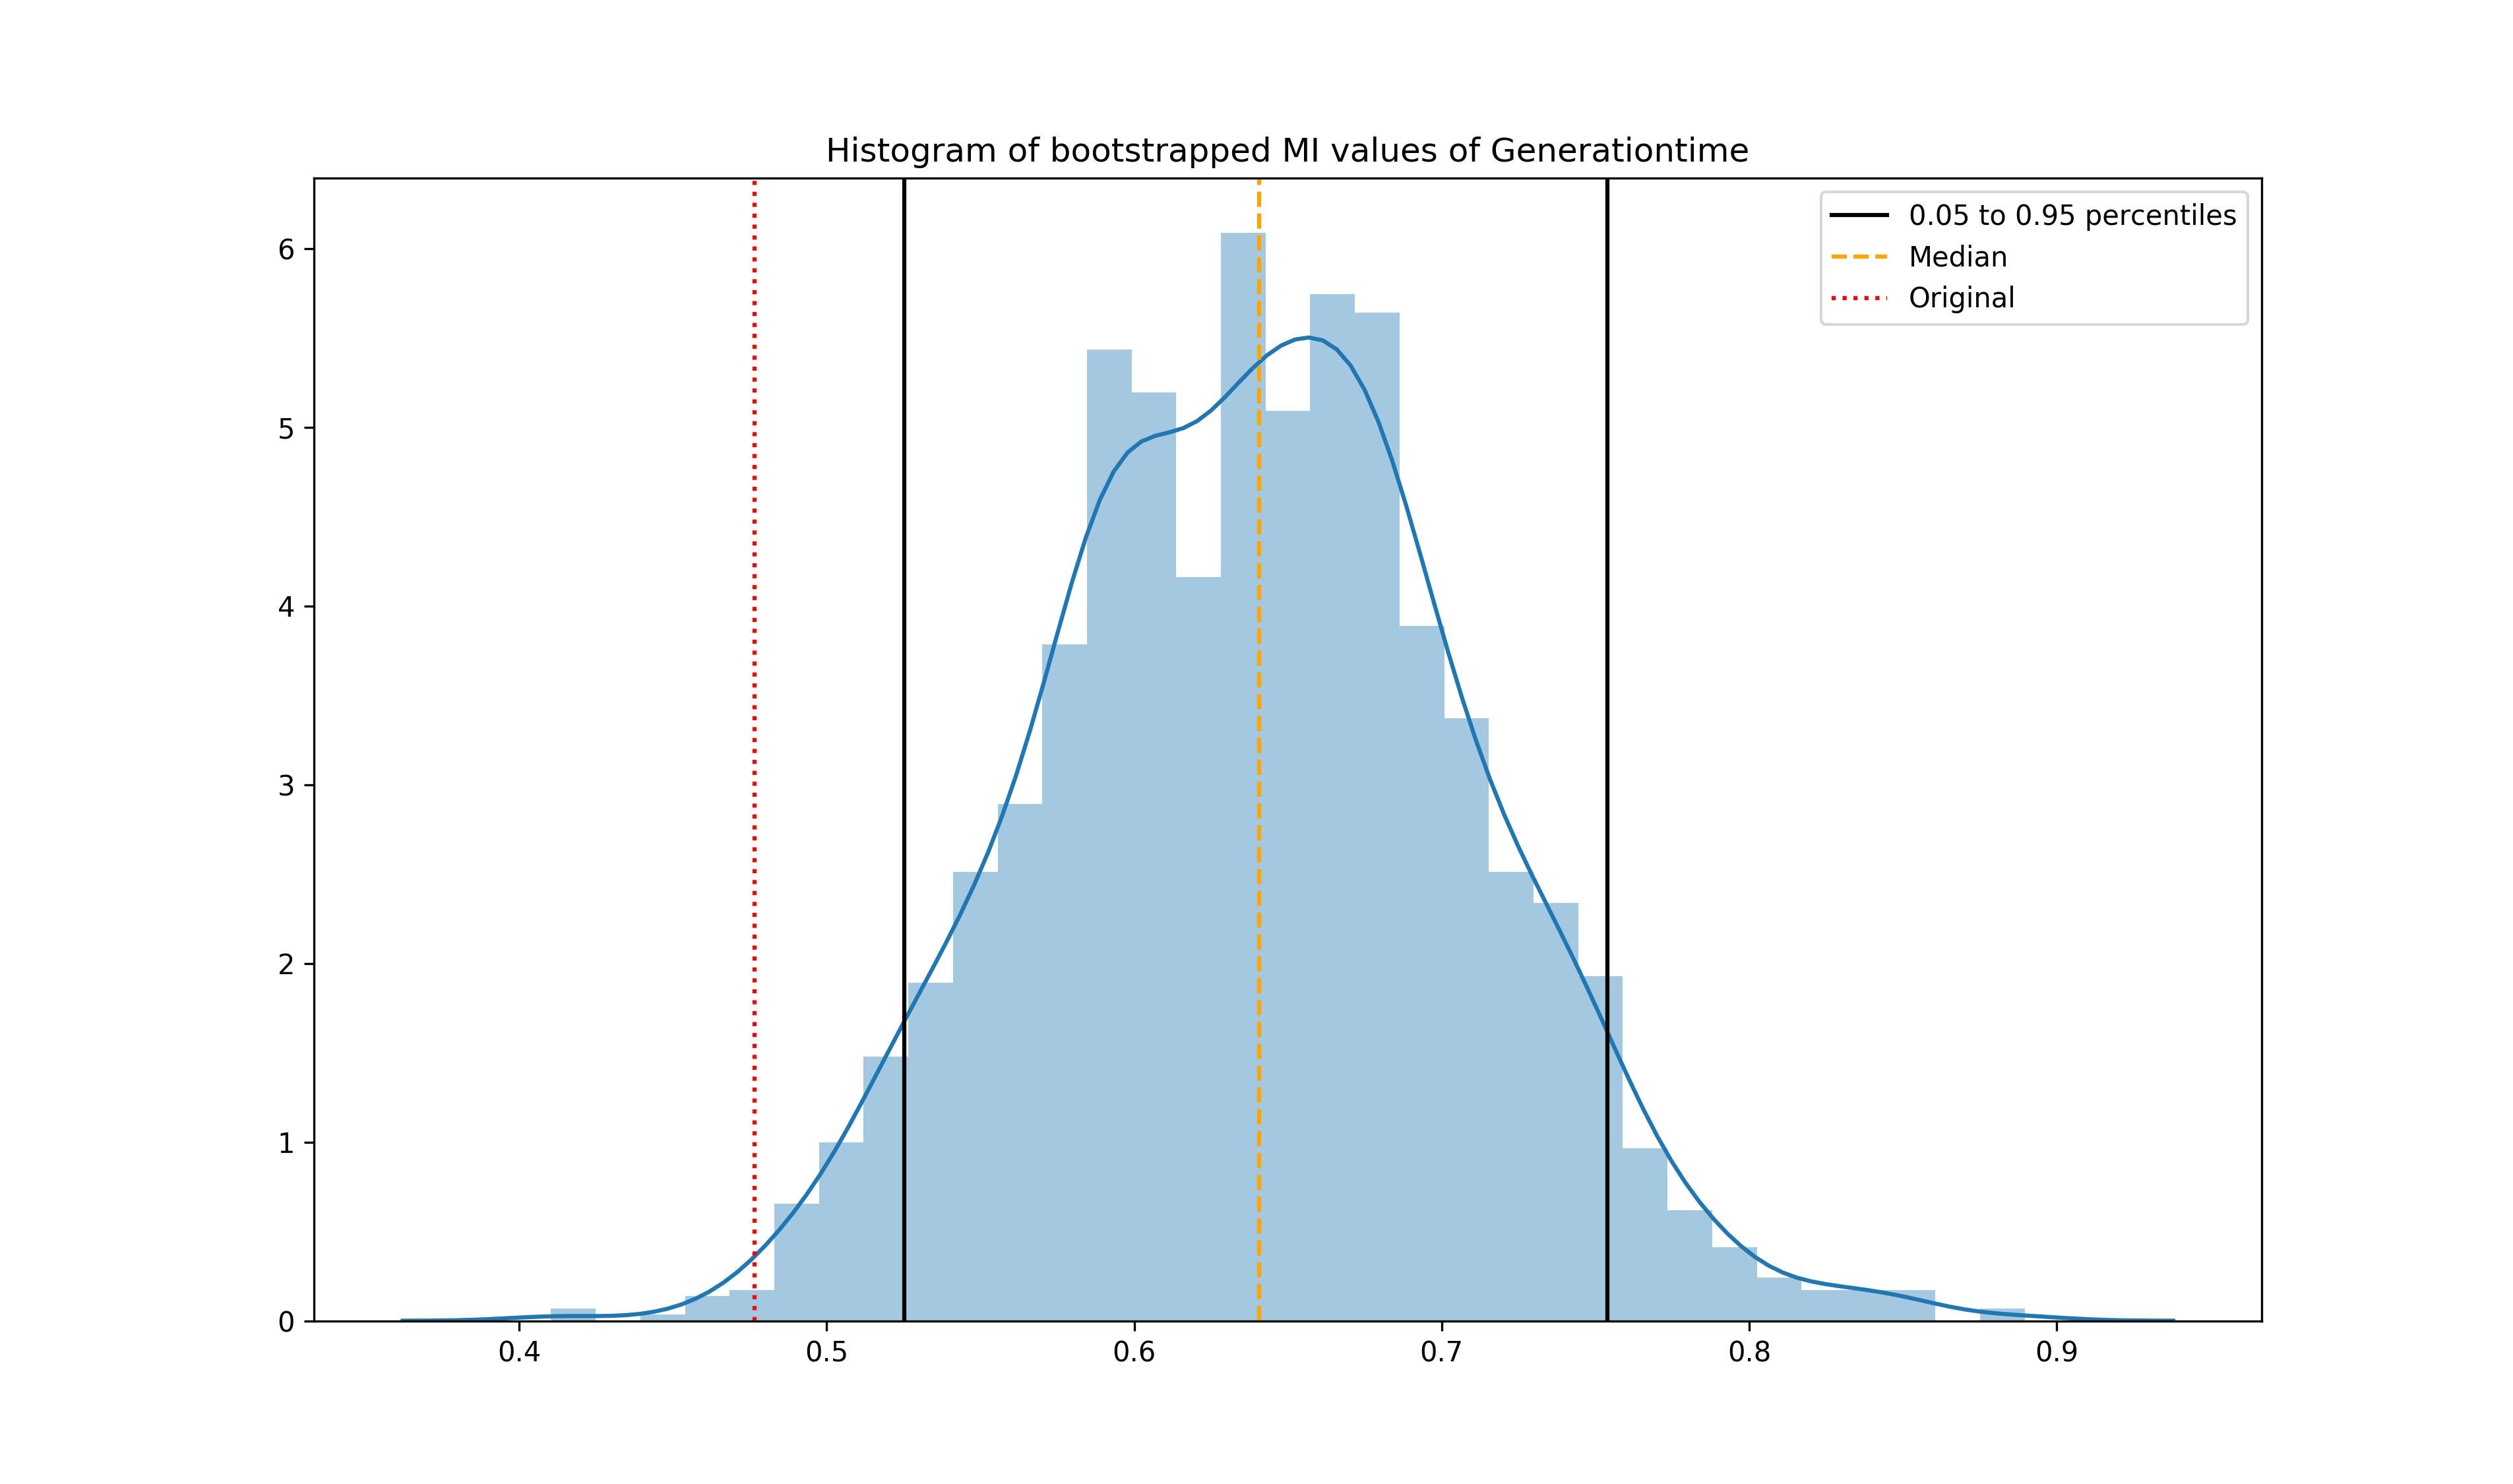 Histogram of bootstrapped MI values of Generationtime
0.05 to 0.95 percentiles
Median
Original
6
5
4
3
2
1
0
0.4 0.5 0.6 0.7 0.8 0.9